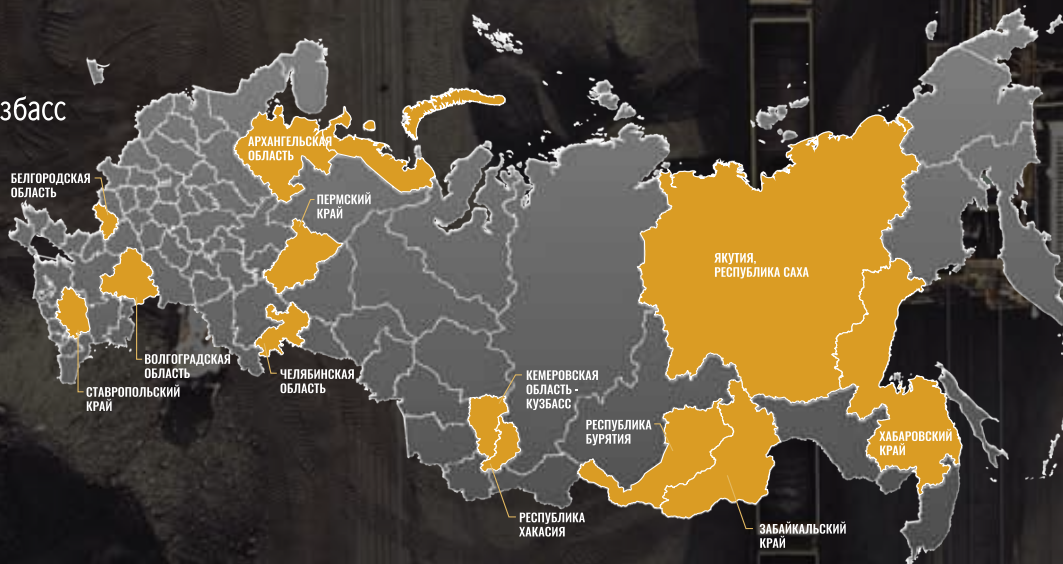 збасс
АРХАНГЕЛЬСКАЯ
ОБЛАСТЬ
БЕЛГОРОДСКАЯ
ОБЛАСТЬ
ПЕРМСКИЙ
КРАЙ
ЯКУТИЯ,
РЕСПУБЛИКА САХА
ВОЛГОГРАДСКАЯ
ОБЛАСТЬ
СТАВРОПОЛЬСКИЙ
КРАЙ
ЧЕЛЯБИНСКАЯ
ОБЛАСТЬ
КЕМЕРОВСКАЯ
ОБЛАСТЬ -
КУЗБАСС
РЕСПУБЛИКА
БУРЯТИЯ
ХАБАРОВСКИЙ
КРАЙ
РЕСПУБЛИКА
ХАКАСИЯ
ЗАБАЙКАЛЬСКИЙ
КРАЙ